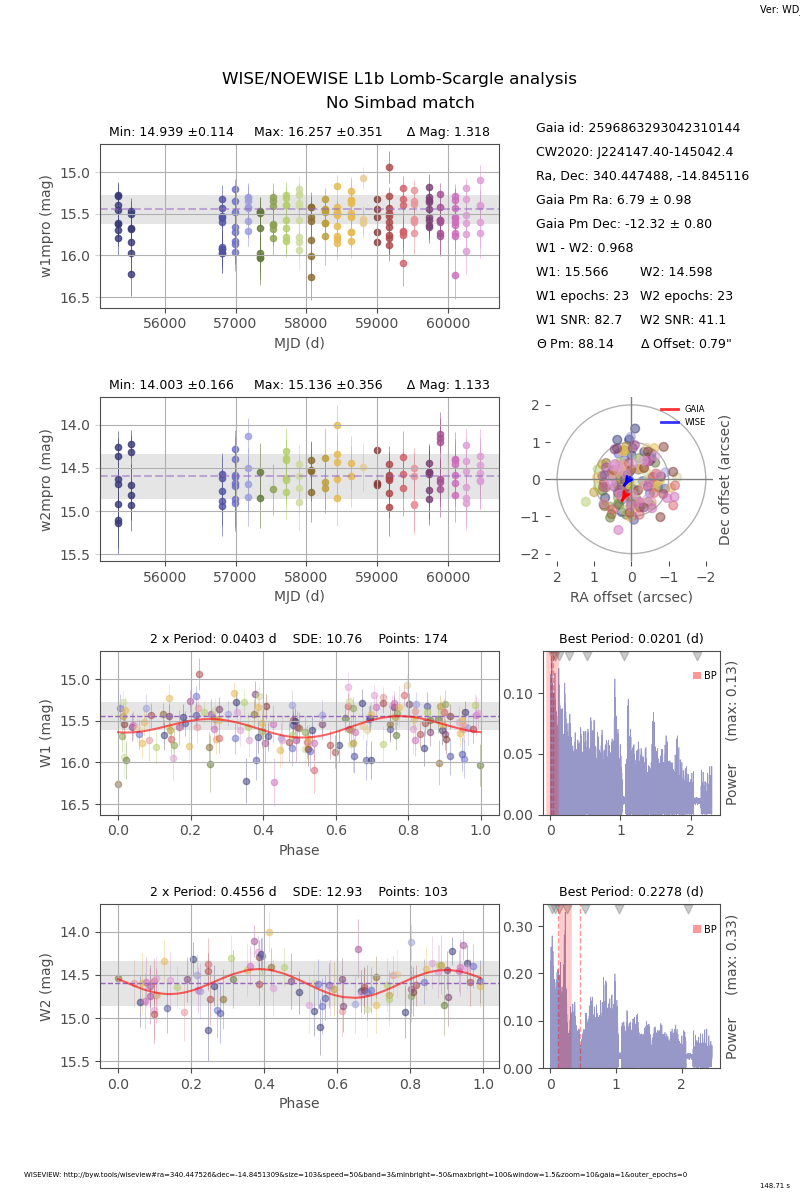 Ver: WD
WISE/NOEWISE L1b Lomb-Scargle analysis
No Simbad match
Min: 14.939 ±0.114 Max: 16.257 ±0.351 Δ Mag: 1.318
15.0
15.5
16.0
16.5
w1mpro (mag)
56000 57000 58000 59000 60000
MJD (d)
Gaia id: 2596863293042310144
CW2020: J224147.40-145042.4
Ra, Dec: 340.447488, -14.845116
Gaia Pm Ra: 6.79 ± 0.98
Gaia Pm Dec: -12.32 ± 0.80
W1 - W2: 0.968
W1: 15.566 W2: 14.598
W1 epochs: 23 W2 epochs: 23
W1 SNR: 82.7 W2 SNR: 41.1
Θ Pm: 88.14 Δ Offset: 0.79"
Min: 14.003 ±0.166 Max: 15.136 ±0.356 Δ Mag: 1.133
14.0
14.5
15.0
15.5
w2mpro (mag)
56000 57000 58000 59000 60000
MJD (d)
GAIA
WISE
2
1
0
−1
−2
2 1 0 −1 −2
RA offset (arcsec)
Dec offset (arcsec)
2 x Period: 0.0403 d SDE: 10.76 Points: 174
15.0
15.5
16.0
16.5
W1 (mag)
0.0 0.2 0.4 0.6 0.8 1.0
Phase
Best Period: 0.0201 (d)
BP
0.10
0.05
0.00
0 1 2
Power (max: 0.13)
2 x Period: 0.4556 d SDE: 12.93 Points: 103
14.0
14.5
15.0
15.5
W2 (mag)
0.0 0.2 0.4 0.6 0.8 1.0
Phase
Best Period: 0.2278 (d)
BP
0.30
0.20
0.10
0.00
0 1 2
Power (max: 0.33)
WISEVIEW: http://byw.tools/wiseview#ra=340.447526&dec=-14.8451309&size=103&speed=50&band=3&minbright=-50&maxbright=100&window=1.5&zoom=10&gaia=1&outer_epochs=0
148.71 s